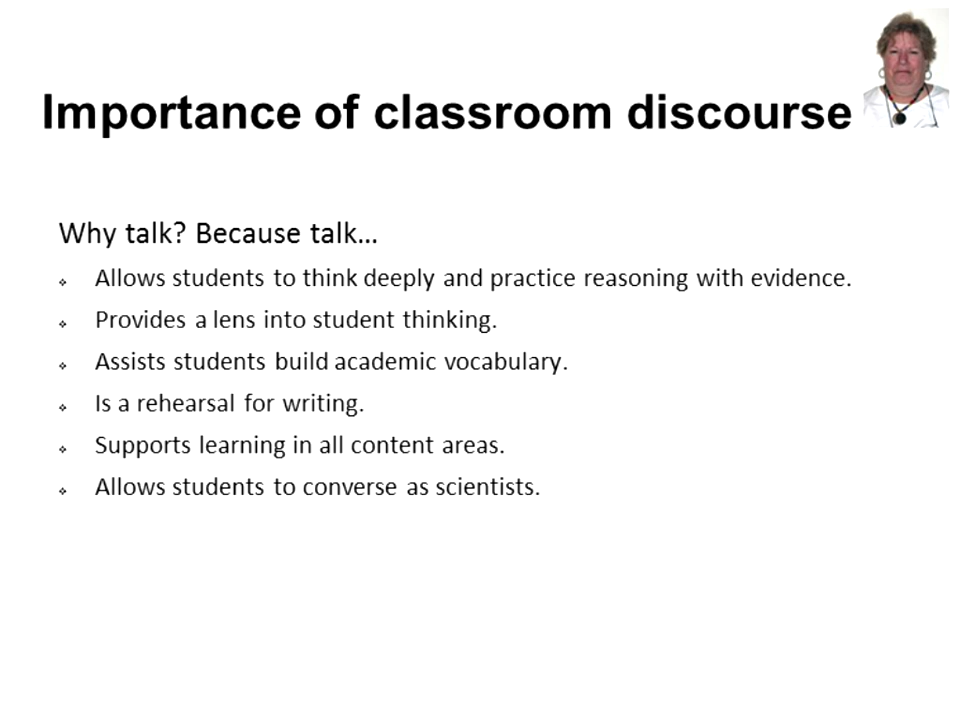 Importance of classroom discourse
Why talk? Because talk…
❖ Allows students to think deeply and practice reasoning with evidence.
❖ Provides a lens into student thinking.
❖ Assists students build academic vocabulary.
❖ Is a rehearsal for writing.
❖ Supports learning in all content areas.
❖ Allows students to converse as scientists.